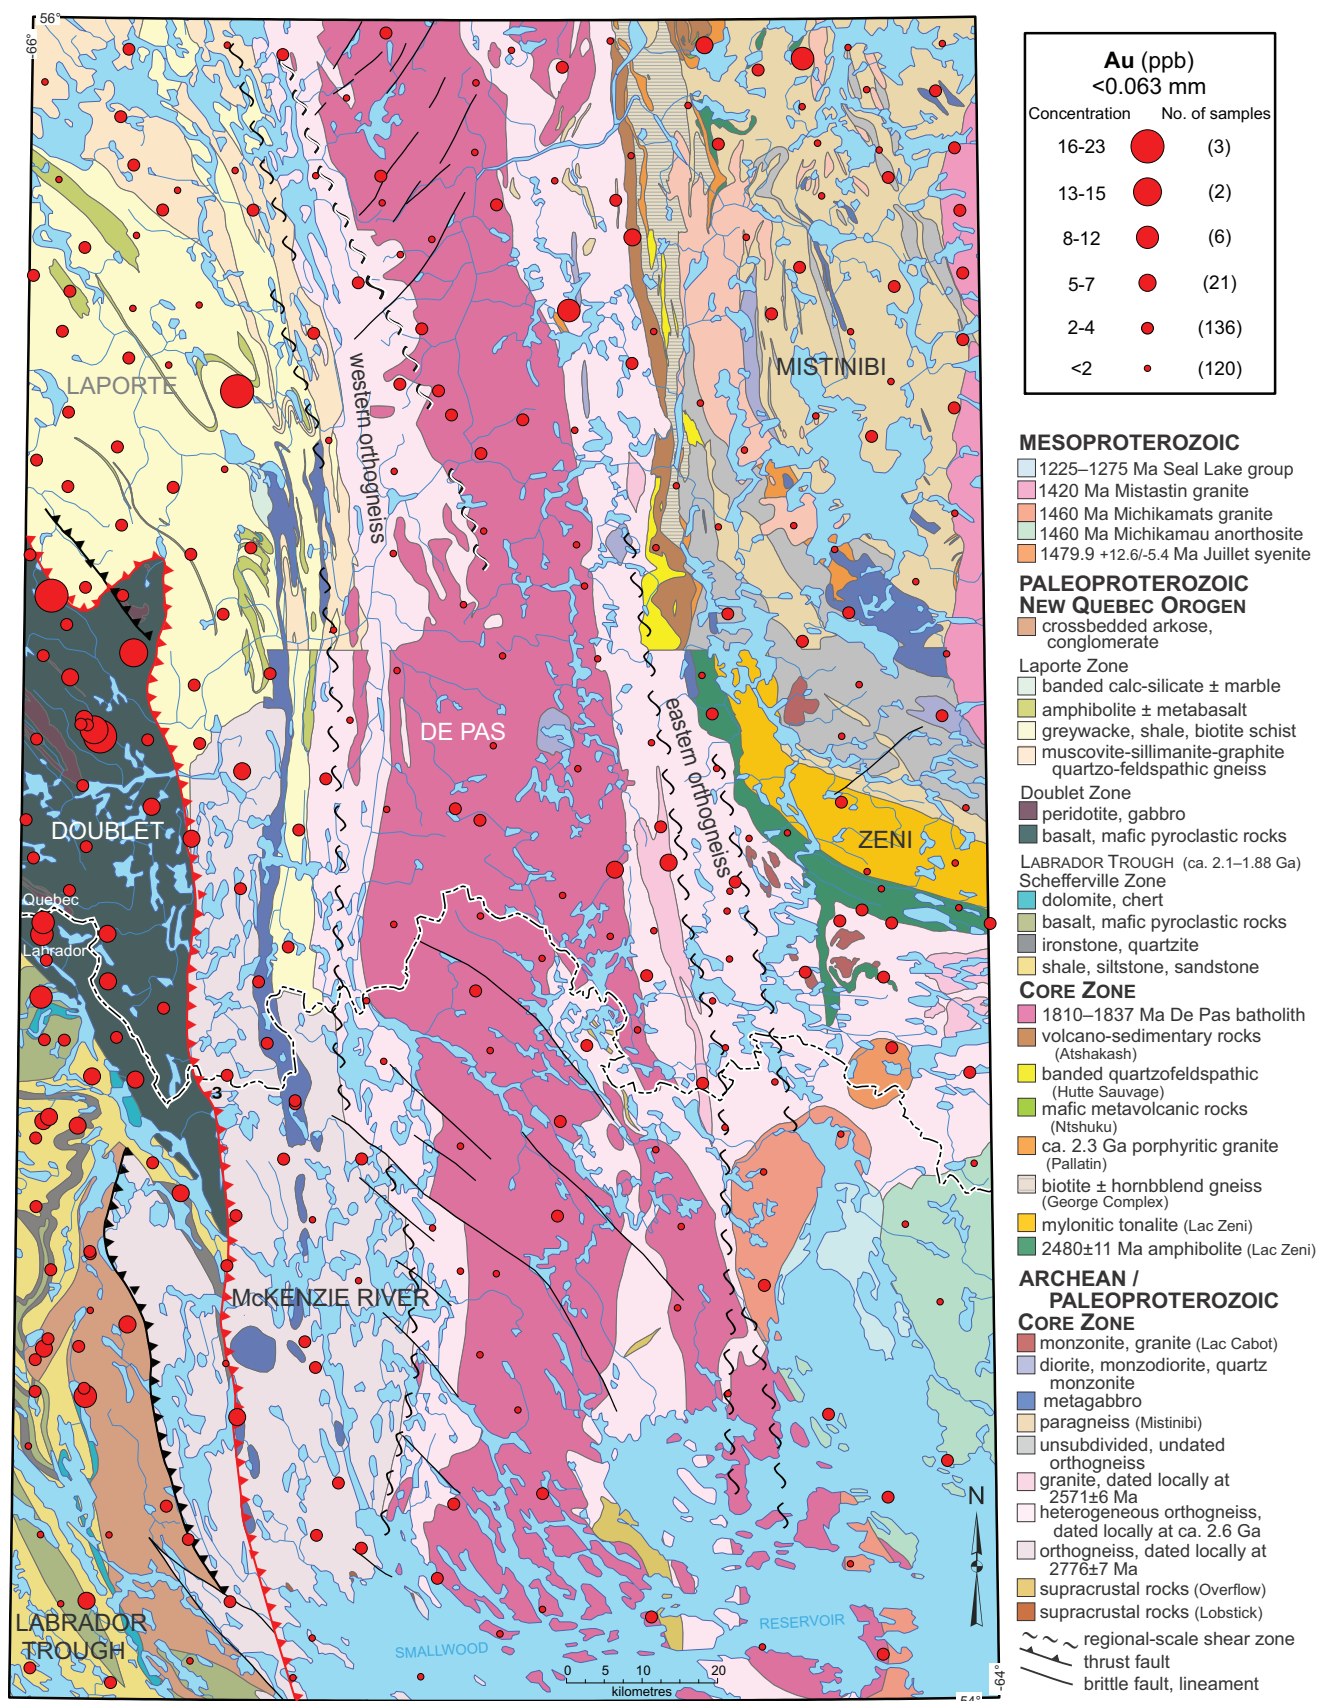 56°
-66°
LAPORTE
western orthogneiss
MISTINIBI
DE PAS
eastern orthogneiss
DOUBLET
ZENI
Quebec
Labrador
3
McKENZIE RIVER
LABRADOR
TROUGH
SMALLWOOD
RESERVOIR
0 5 10 20
kilometres
N
-64°
54°
Au (ppb)
<0.063 mm
Concentration No. of samples
16-23 (3)
13-15 (2)
8-12 (6)
5-7 (21)
2-4 (136)
<2 (120)
MESOPROTEROZOIC
1225–1275 Ma Seal Lake group
1420 Ma Mistastin granite
1460 Ma Michikamats granite
1460 Ma Michikamau anorthosite
1479.9 +12.6/-5.4 Ma Juillet syenite
PALEOPROTEROZOIC
NEW QUEBEC OROGEN
crossbedded arkose,
conglomerate
Laporte Zone
banded calc-silicate ± marble
amphibolite ± metabasalt
greywacke, shale, biotite schist
muscovite-sillimanite-graphite
quartzo-feldspathic gneiss
Doublet Zone
peridotite, gabbro
basalt, mafic pyroclastic rocks
LABRADOR TROUGH (ca. 2.1–1.88 Ga)
Schefferville Zone
dolomite, chert
basalt, mafic pyroclastic rocks
ironstone, quartzite
shale, siltstone, sandstone
CORE ZONE
1810–1837 Ma De Pas batholith
volcano-sedimentary rocks
(Atshakash)
banded quartzofeldspathic
(Hutte Sauvage)
mafic metavolcanic rocks
(Ntshuku)
ca. 2.3 Ga porphyritic granite
(Pallatin)
biotite ± hornbblend gneiss
(George Complex)
mylonitic tonalite (Lac Zeni)
2480±11 Ma amphibolite (Lac Zeni)
ARCHEAN /
PALEOPROTEROZOIC
CORE ZONE
monzonite, granite (Lac Cabot)
diorite, monzodiorite, quartz
monzonite
metagabbro
paragneiss (Mistinibi)
unsubdivided, undated
orthogneiss
granite, dated locally at
2571±6 Ma
heterogeneous orthogneiss,
dated locally at ca. 2.6 Ga
orthogneiss, dated locally at
2776±7 Ma
supracrustal rocks (Overflow)
supracrustal rocks (Lobstick)
regional-scale shear zone
thrust fault
brittle fault, lineament